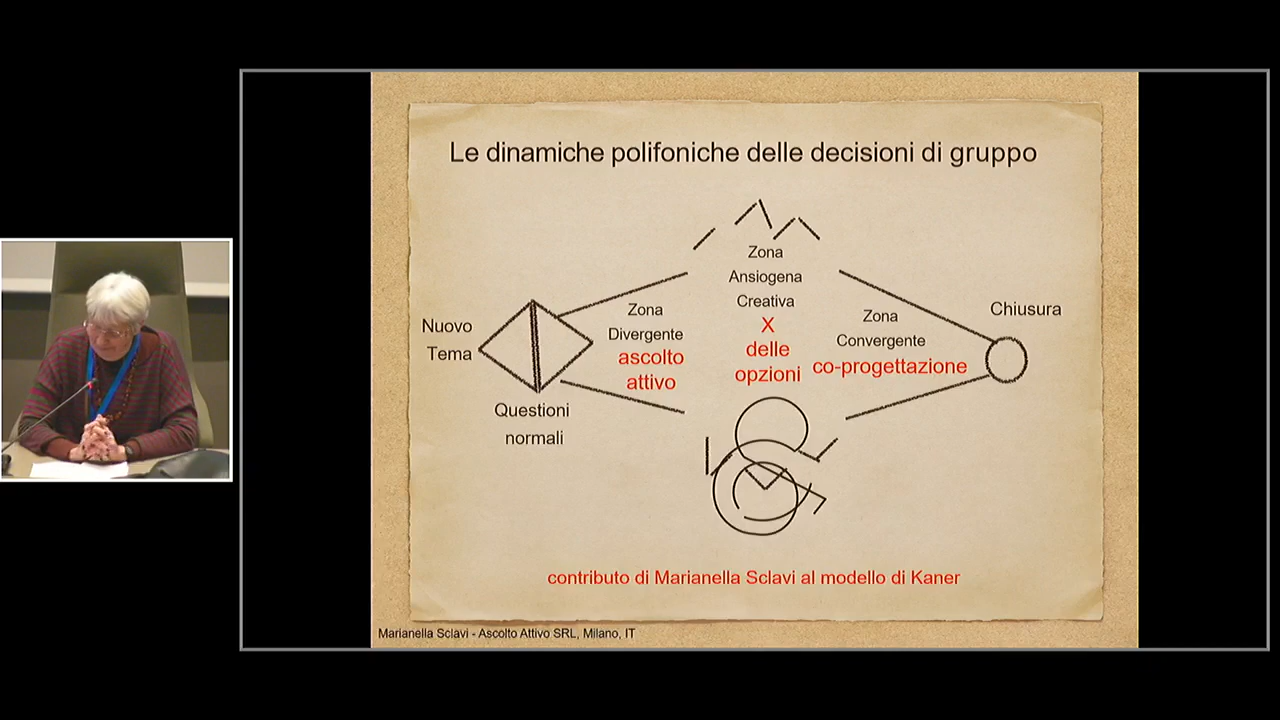 Le dinamiche polifoniche delle decisioni di gruppo
Nuovo
Tema
Questioni
normali
Zona
Divergente
ascolto
attivo
Zona
Ansiogena
Creativa
X
delle
opzioni
Zona
Convergente
co-progettazione
Chiusura
contributo di Marianella Sclavi al modello di Kaner
Marianella Sclavi - Ascolto Attivo SRL, Milano, IT